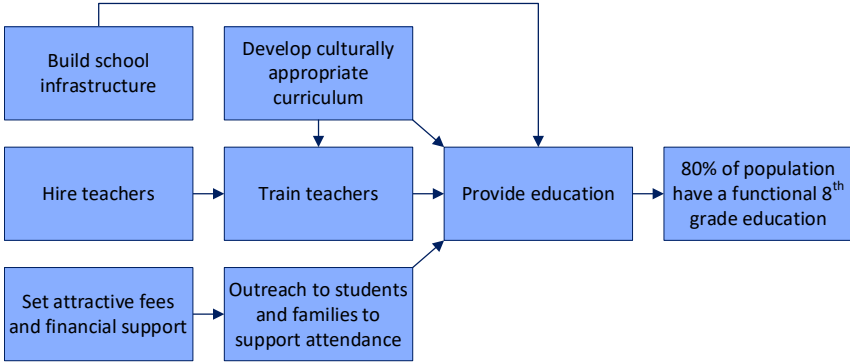 Build school
infrastructure
Develop culturally
appropriate
curriculum
Hire teachers
Train teachers
Provide education
80% of population
have a functional 8th
grade education
Set attractive fees
and financial support
Outreach to students
and families to
support attendance